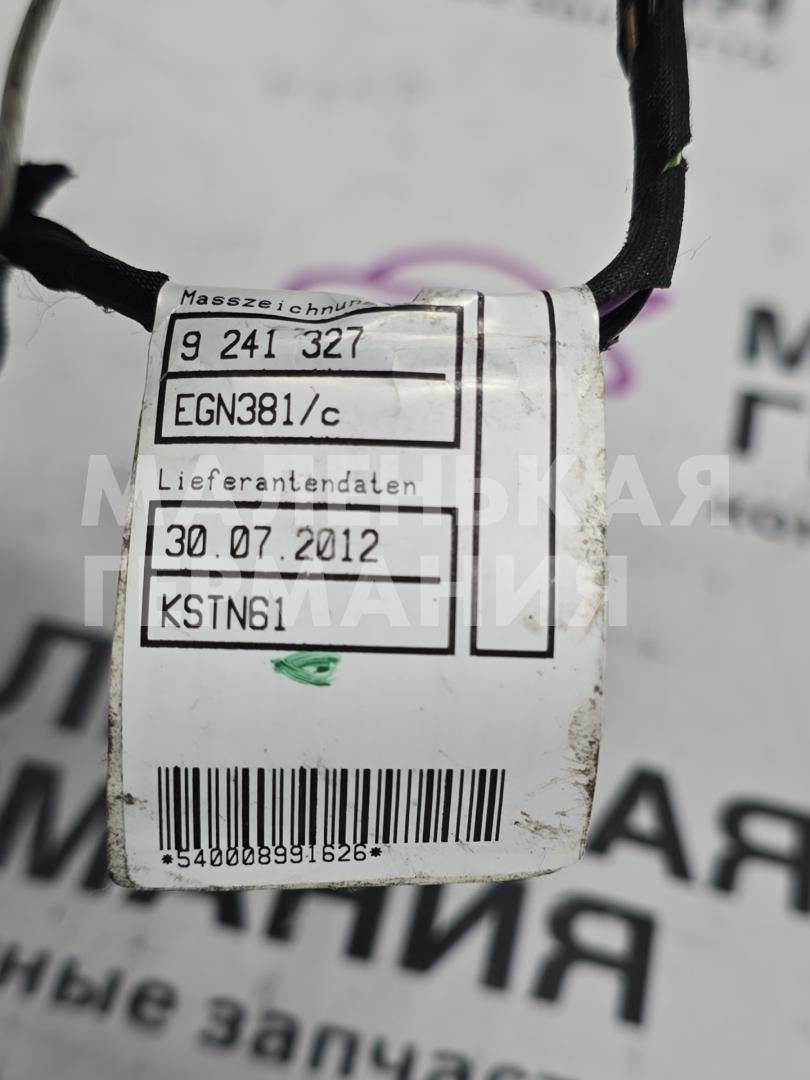 Masszeichnun
9 241 327
EGN381/c
Lieferantendaten
30.07.2012
KSTN61
*540008991626*
МАЛЕНЬКАЯ
ГЕРМАНИЯ